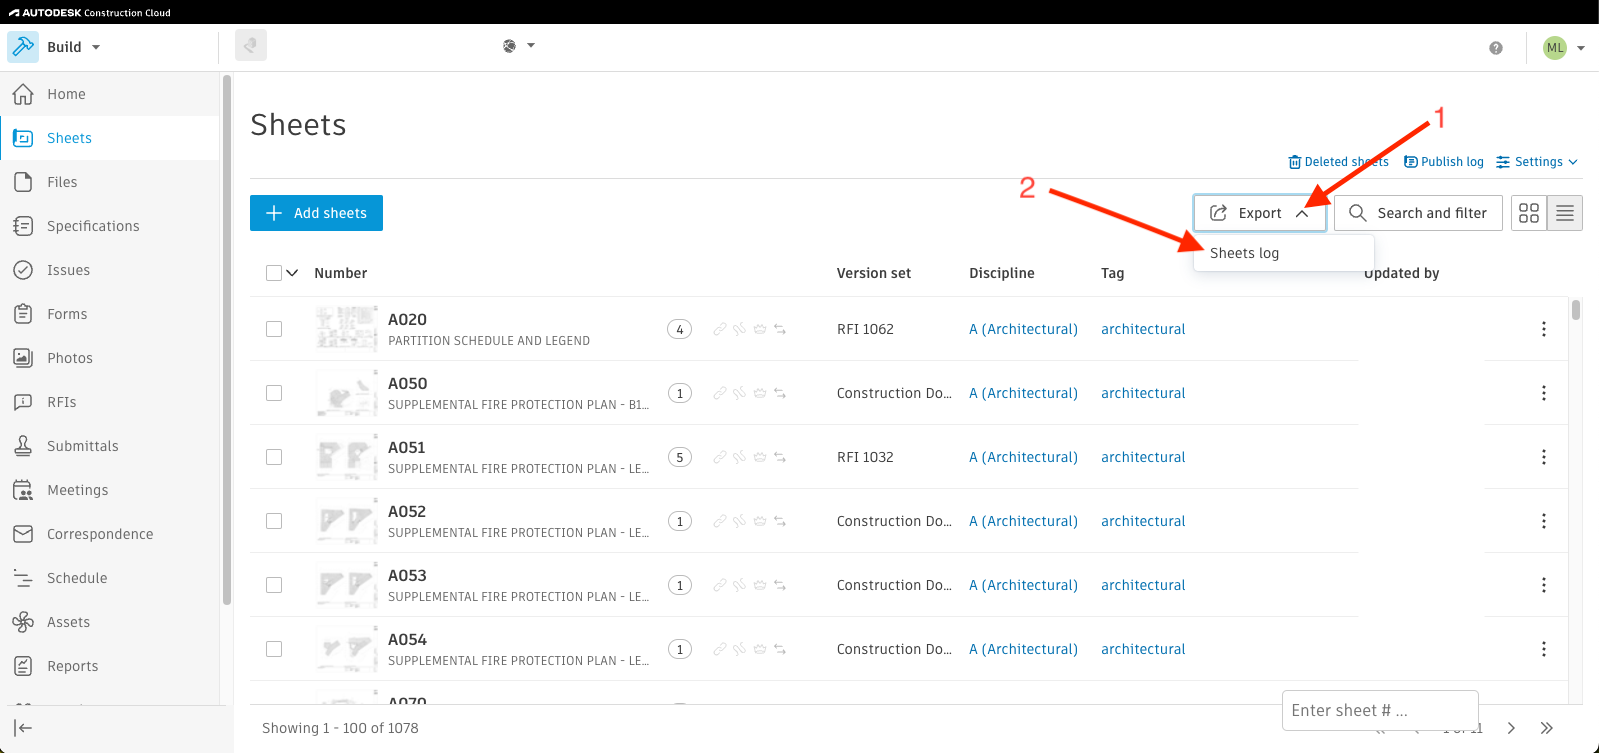 AUTODESK Construction Cloud
Build
ML
Home
Sheets
Files
Specifications
Issues
Forms
Photos
RFIs
Submittals
Meetings
Correspondence
Schedule
Assets
Reports
Sheets
1
Deleted sheets Publish log Settings
2
Add sheets Export Search and filter
Sheets log
Number Version set Discipline Tag Updated by
A020
PARTITION SCHEDULE AND LEGEND 4 RFI 1062 A (Architectural) architectural
A050
SUPPLEMENTAL FIRE PROTECTION PLAN - B1... 1 Construction Do... A (Architectural) architectural
A051
SUPPLEMENTAL FIRE PROTECTION PLAN - LE... 5 RFI 1032 A (Architectural) architectural
A052
SUPPLEMENTAL FIRE PROTECTION PLAN - LE... 1 Construction Do... A (Architectural) architectural
A053
SUPPLEMENTAL FIRE PROTECTION PLAN - LE... 1 Construction Do... A (Architectural) architectural
A054
SUPPLEMENTAL FIRE PROTECTION PLAN - LE... 1 Construction Do... A (Architectural) architectural
A070
Enter sheet # ...
Showing 1 - 100 of 1078 1 of 11